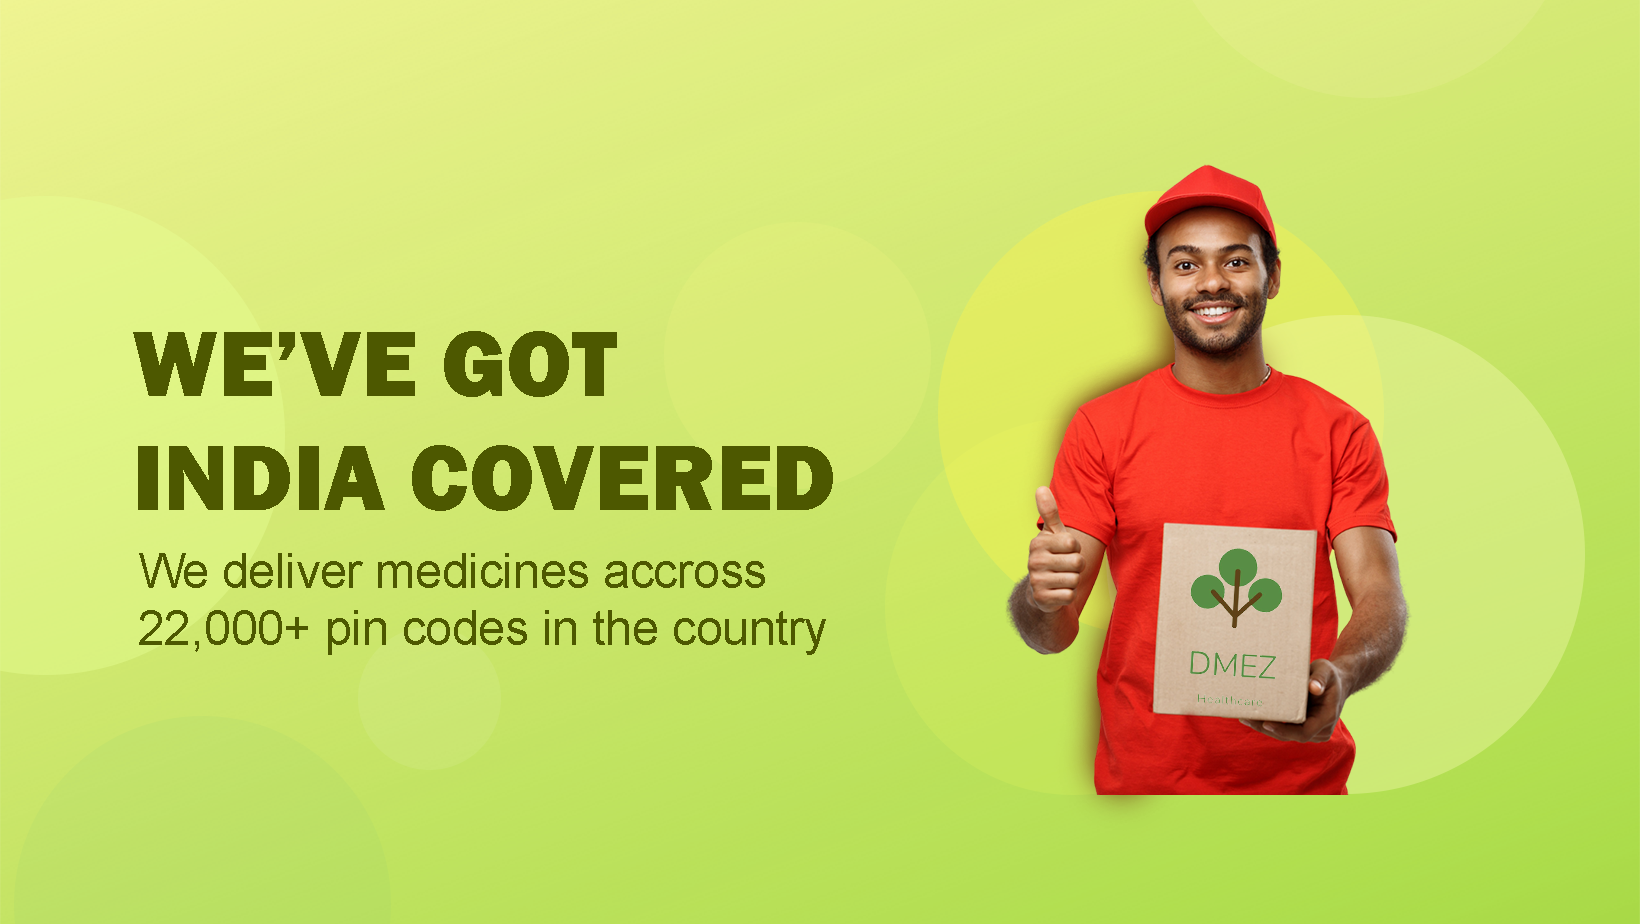 WE’VE GOT
INDIA COVERED
We deliver medicines accross
22,000+ pin codes in the country
DMEZ
Healthcare